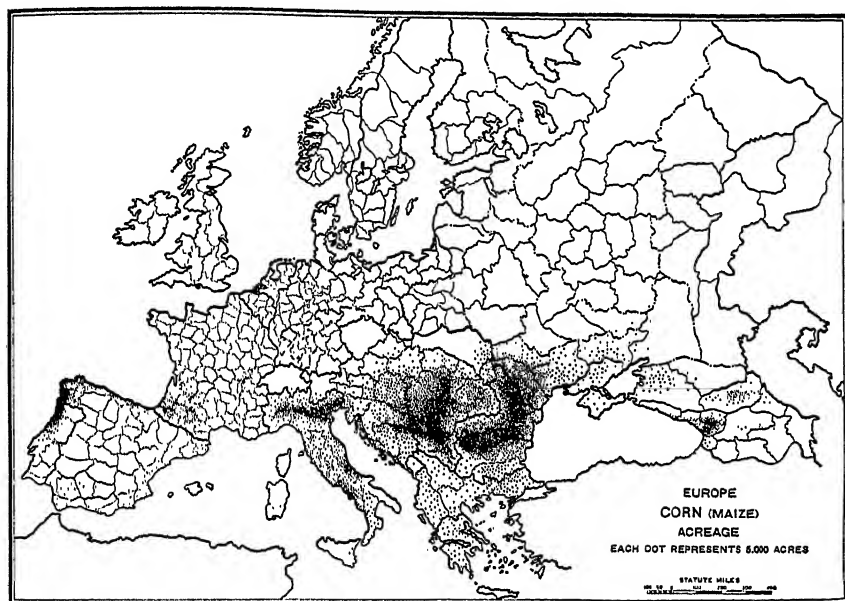 EUROPE
CORN (MAIZE)
ACREAGE
EACH DOT REPRESENTS 5,000 ACRES
STATUTE MILES